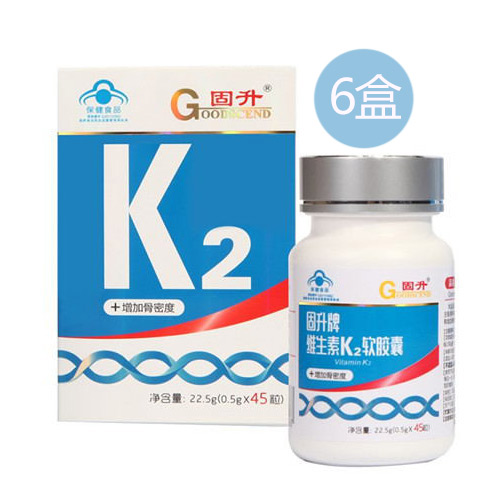 6盒
保健食品
固升®
GOODSCEND
K2
+增加骨密度
净含量: 22.5g(0.5gX45粒)
保健食品
固升®
GOODSCEND
固升牌
维生素K₂软胶囊
Vitamin K₂
+增加骨密度
净含量: 22.5g(0.5gX45粒)